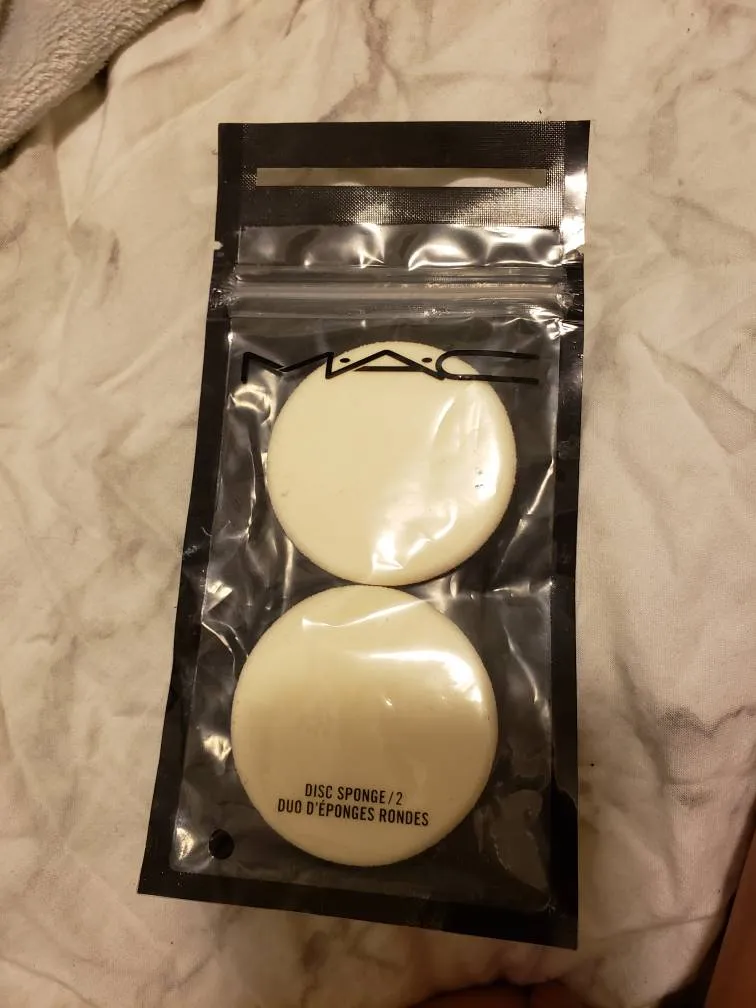 M·A·C
DISC SPONGE/2
DUO D'ÉPONGES RONDES